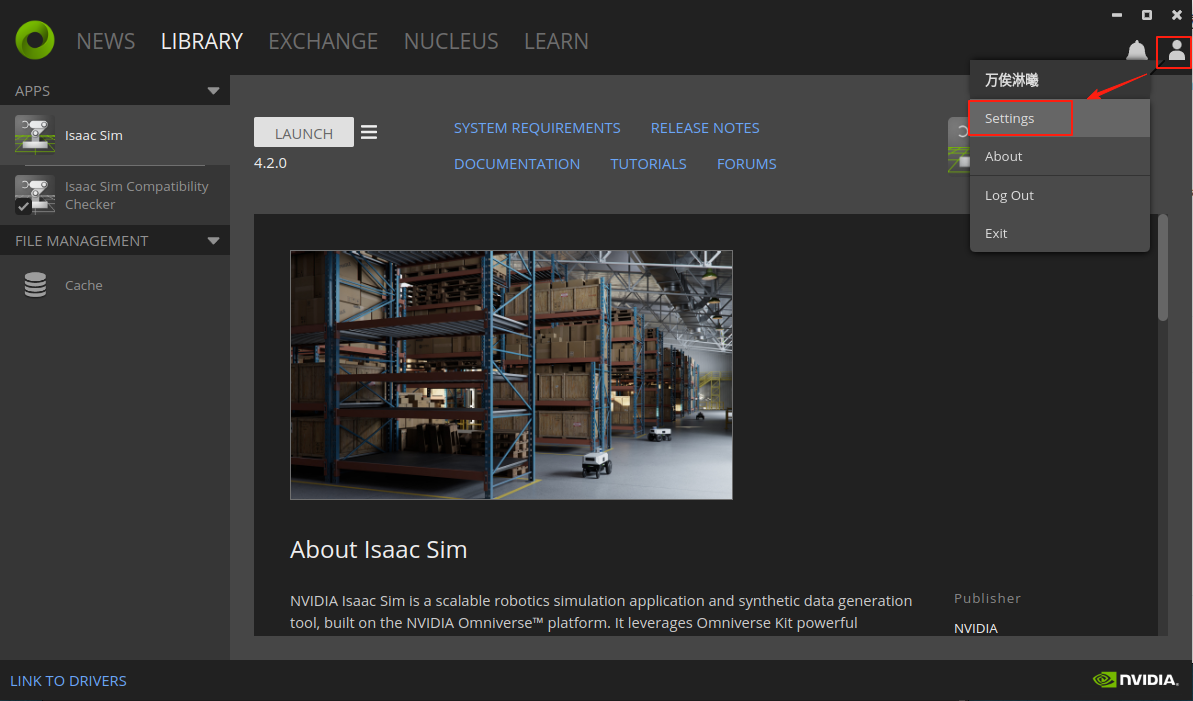 NEWS LIBRARY EXCHANGE NUCLEUS LEARN
万俟淋曦
Settings
About
Log Out
Exit
APPS
Isaac Sim
Isaac Sim Compatibility
Checker
FILE MANAGEMENT
Cache
LAUNCH
4.2.0
SYSTEM REQUIREMENTS RELEASE NOTES
DOCUMENTATION TUTORIALS FORUMS
About Isaac Sim
NVIDIA Isaac Sim is a scalable robotics simulation application and synthetic data generation
tool, built on the NVIDIA Omniverse™ platform. It leverages Omniverse Kit powerful
Publisher
NVIDIA
LINK TO DRIVERS
NVIDIA.